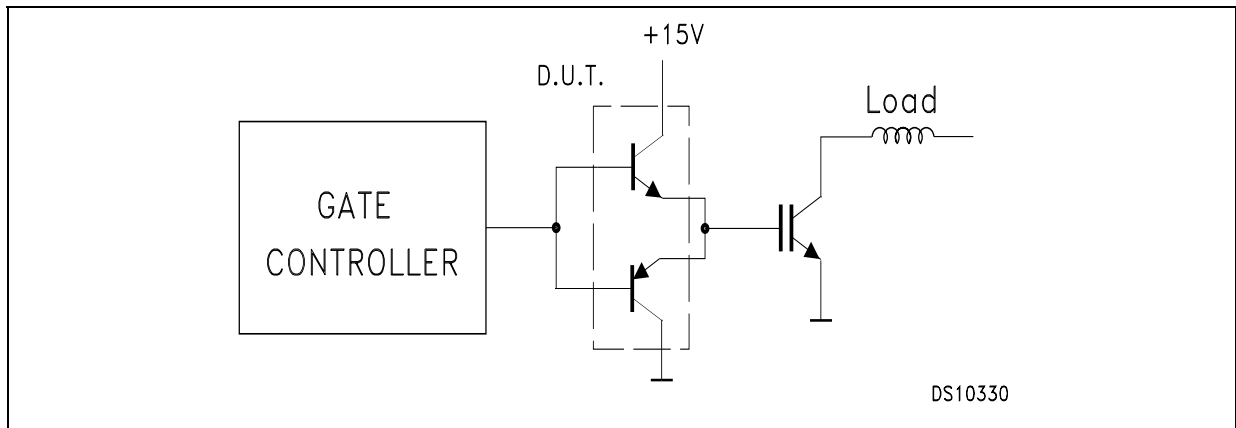 +15V
D.U.T.
Load
GATE
CONTROLLER
DS10330